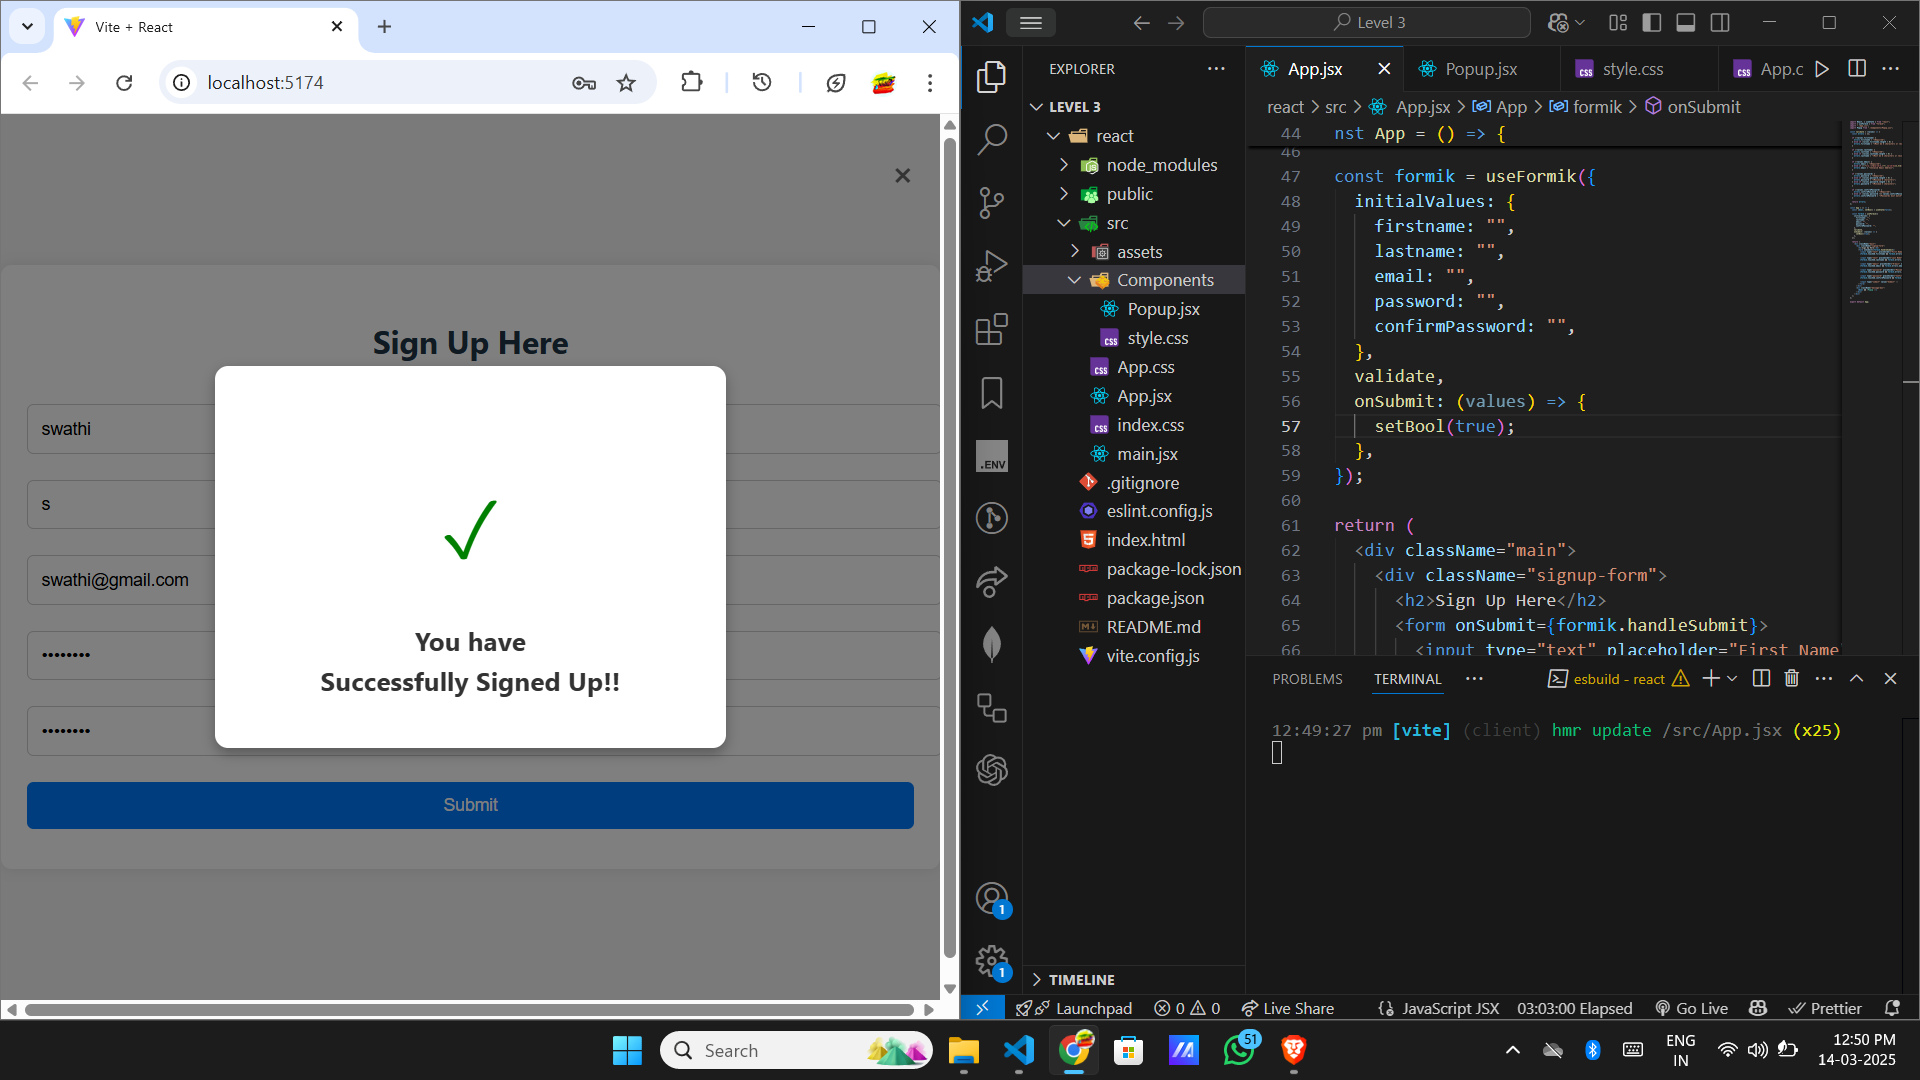 Vite + React
localhost:5174
Sign Up Here
swathi
s
swathi@gmail.com
••••••••
••••••••
You have
Successfully Signed Up!!
Submit
Level 3
EXPLORER
LEVEL 3
react
node_modules
public
src
assets
Components
Popup.jsx
style.css
App.css
App.jsx
index.css
main.jsx
.gitignore
eslint.config.js
index.html
package-lock.json
package.json
README.md
vite.config.js
TIMELINE
.ENV
1
1
App.jsx
Popup.jsx
style.css
App.c
react > src > App.jsx > App > formik > onSubmit
44 nst App = () => {
46
47 const formik = useFormik({
48 initialValues: {
49 firstname: "",
50 lastname: "",
51 email: "",
52 password: "",
53 confirmPassword: "",
54 },
55 validate,
56 onSubmit: (values) => {
57 setBool(true);
58 },
59 });
60
61 return (
62 <div className="main">
63 <div className="signup-form">
64 <h2>Sign Up Here</h2>
65 <form onSubmit={formik.handleSubmit}>
66 <input type="text" placeholder="First Name
PROBLEMS TERMINAL
esbuild - react
12:49:27 pm [vite] (client) hmr update /src/App.jsx (x25)
Launchpad 0 0 Live Share JavaScript JSX 03:03:00 Elapsed Go Live Prettier
Search
51
ENG
IN
12:50 PM
14-03-2025